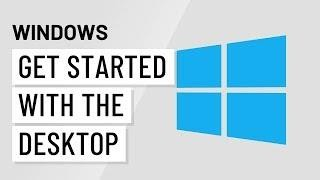 WINDOWS
GET STARTED
WITH THE
DESKTOP